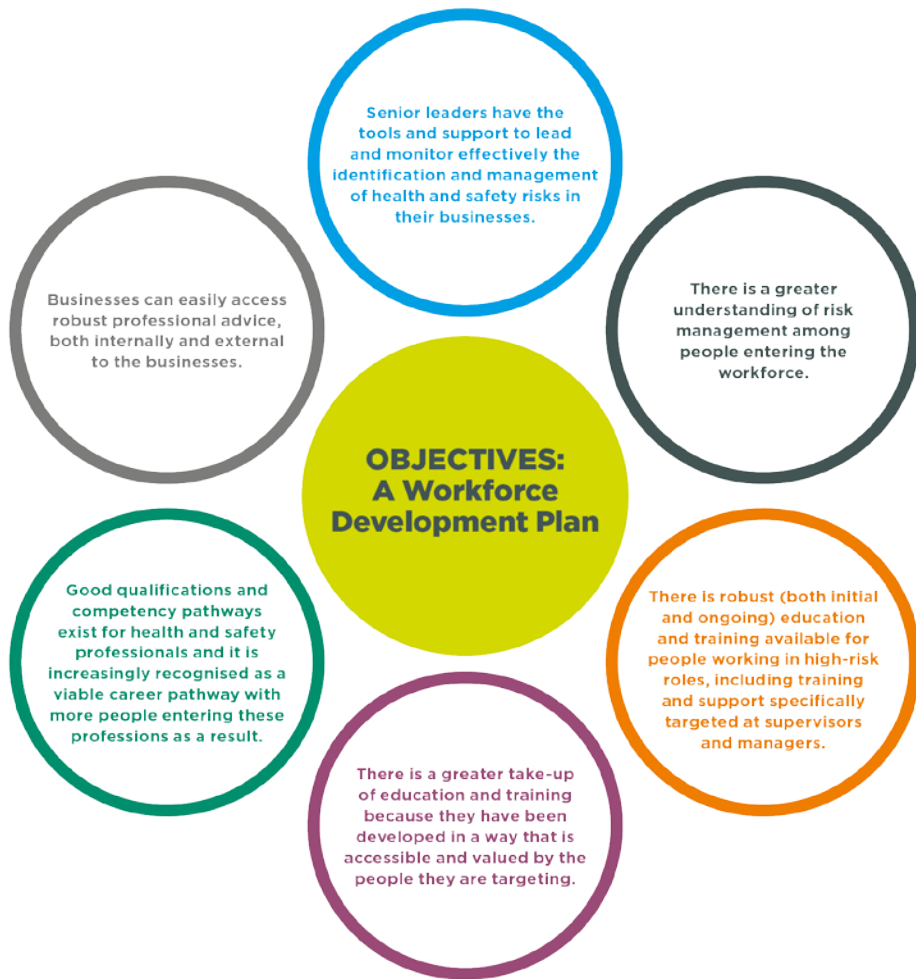 Senior leaders have the
tools and support to lead
and monitor effectively the
identification and management
of health and safety risks in
their businesses.
Businesses can easily access
robust professional advice,
both internally and external
to the businesses.
There is a greater
understanding of risk
management among
people entering the
workforce.
OBJECTIVES:
A Workforce
Development Plan
Good qualifications and
competency pathways
exist for health and safety
professionals and it is
increasingly recognised as a
viable career pathway with
more people entering these
professions as a result.
There is robust (both initial
and ongoing) education
and training available for
people working in high-risk
roles, including training
and support specifically
targeted at supervisors
and managers.
There is a greater take-up
of education and training
because they have been
developed in a way that is
accessible and valued by the
people they are targeting.